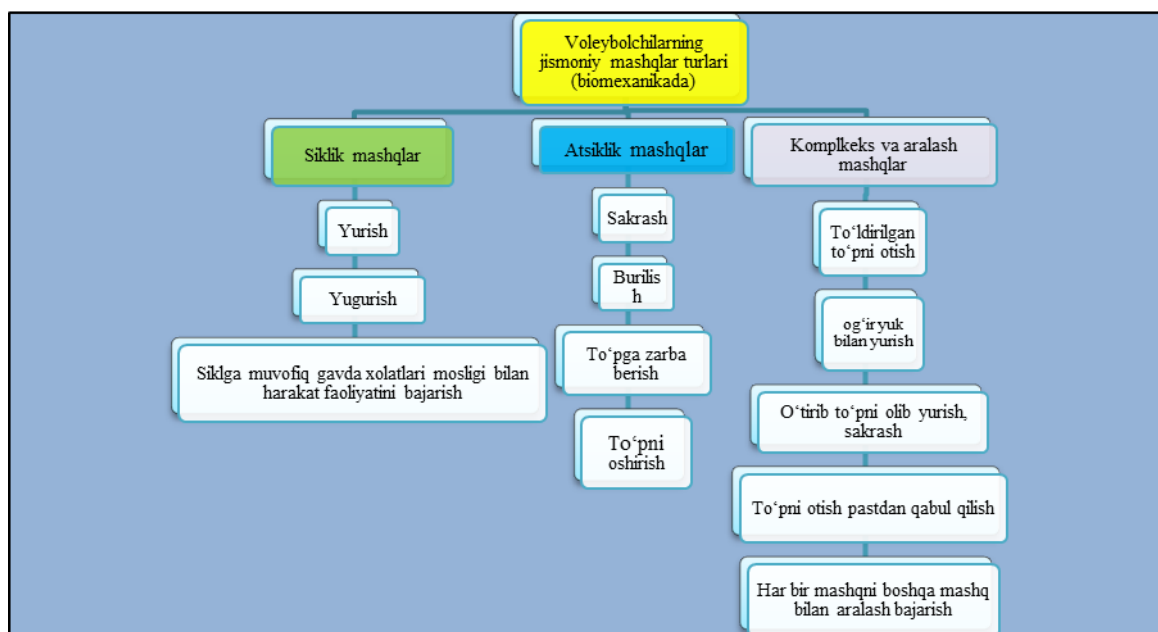 Voleybolchilarning
jismoniy mashqlar turlari
(biomexanikada)
Siklik mashqlar
Yurish
Yugurish
Siklga muvofiq gavda xolatlari mosligi bilan
harakat faoliyatini bajarish
Atsiklik mashqlar
Sakrash
Burilis
h
To‘pga zarba
berish
To‘pni
oshirish
Komplkeks va aralash
mashqlar
To‘ldirilgan
to‘pni otish
og‘ir yuk
bilan yurish
O‘tirib to‘pni olib yurish,
sakrash
To‘pni otish pastdan qabul qilish
Har bir mashqni boshqa mashq
bilan aralash bajarish